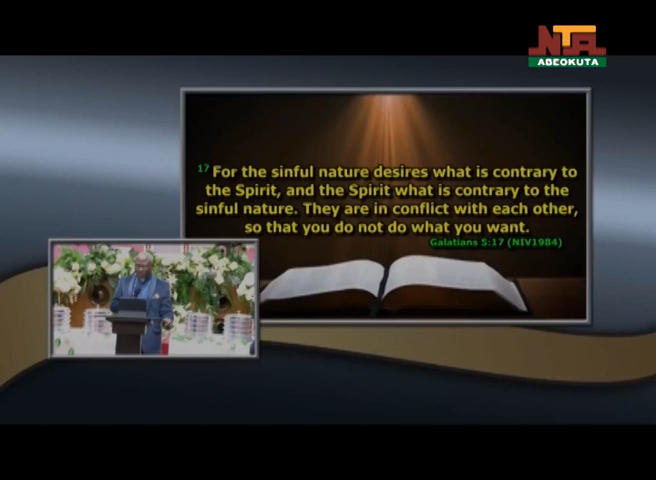 NTA
ABEOKUTA
17 For the sinful nature desires what is contrary to
the Spirit, and the Spirit what is contrary to the
sinful nature. They are in conflict with each other,
so that you do not do what you want.
Galatians 5:17 (NIV1984)